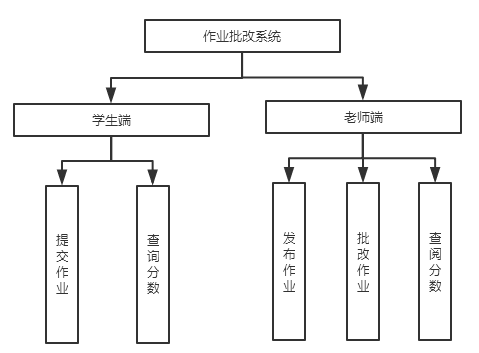 作业批改系统
学生端
老师端
提交作业
查询分数
发布作业
批改作业
查阅分数